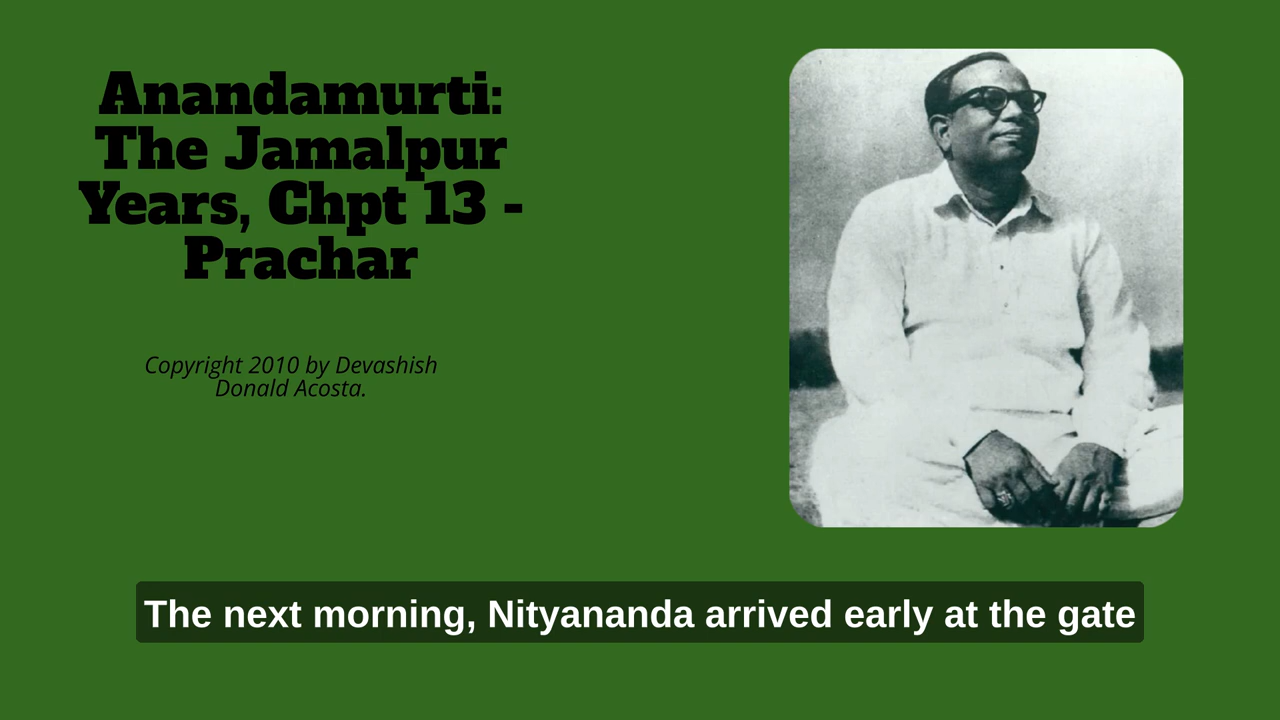 Anandamurti:
The Jamalpur
Years, Chpt 13 -
Prachar
Copyright 2010 by Devashish
Donald Acosta.
The next morning, Nityananda arrived early at the gate